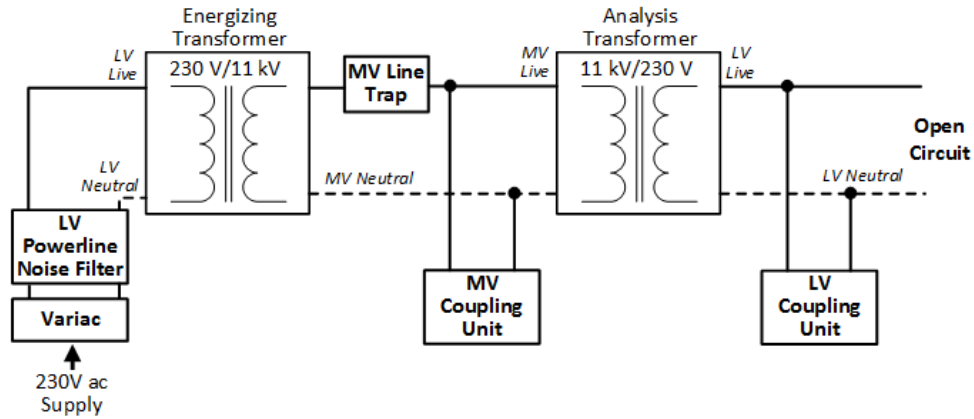 Energizing
Transformer
Analysis
Transformer
LV
Live
230 V/11 kV
MV Line
Trap
MV
Live
11 kV/230 V
LV
Live
Open
Circuit
LV
Neutral
MV Neutral
LV Neutral
LV
Powerline
Noise Filter
Variac
230V ac
Supply
MV
Coupling
Unit
LV
Coupling
Unit